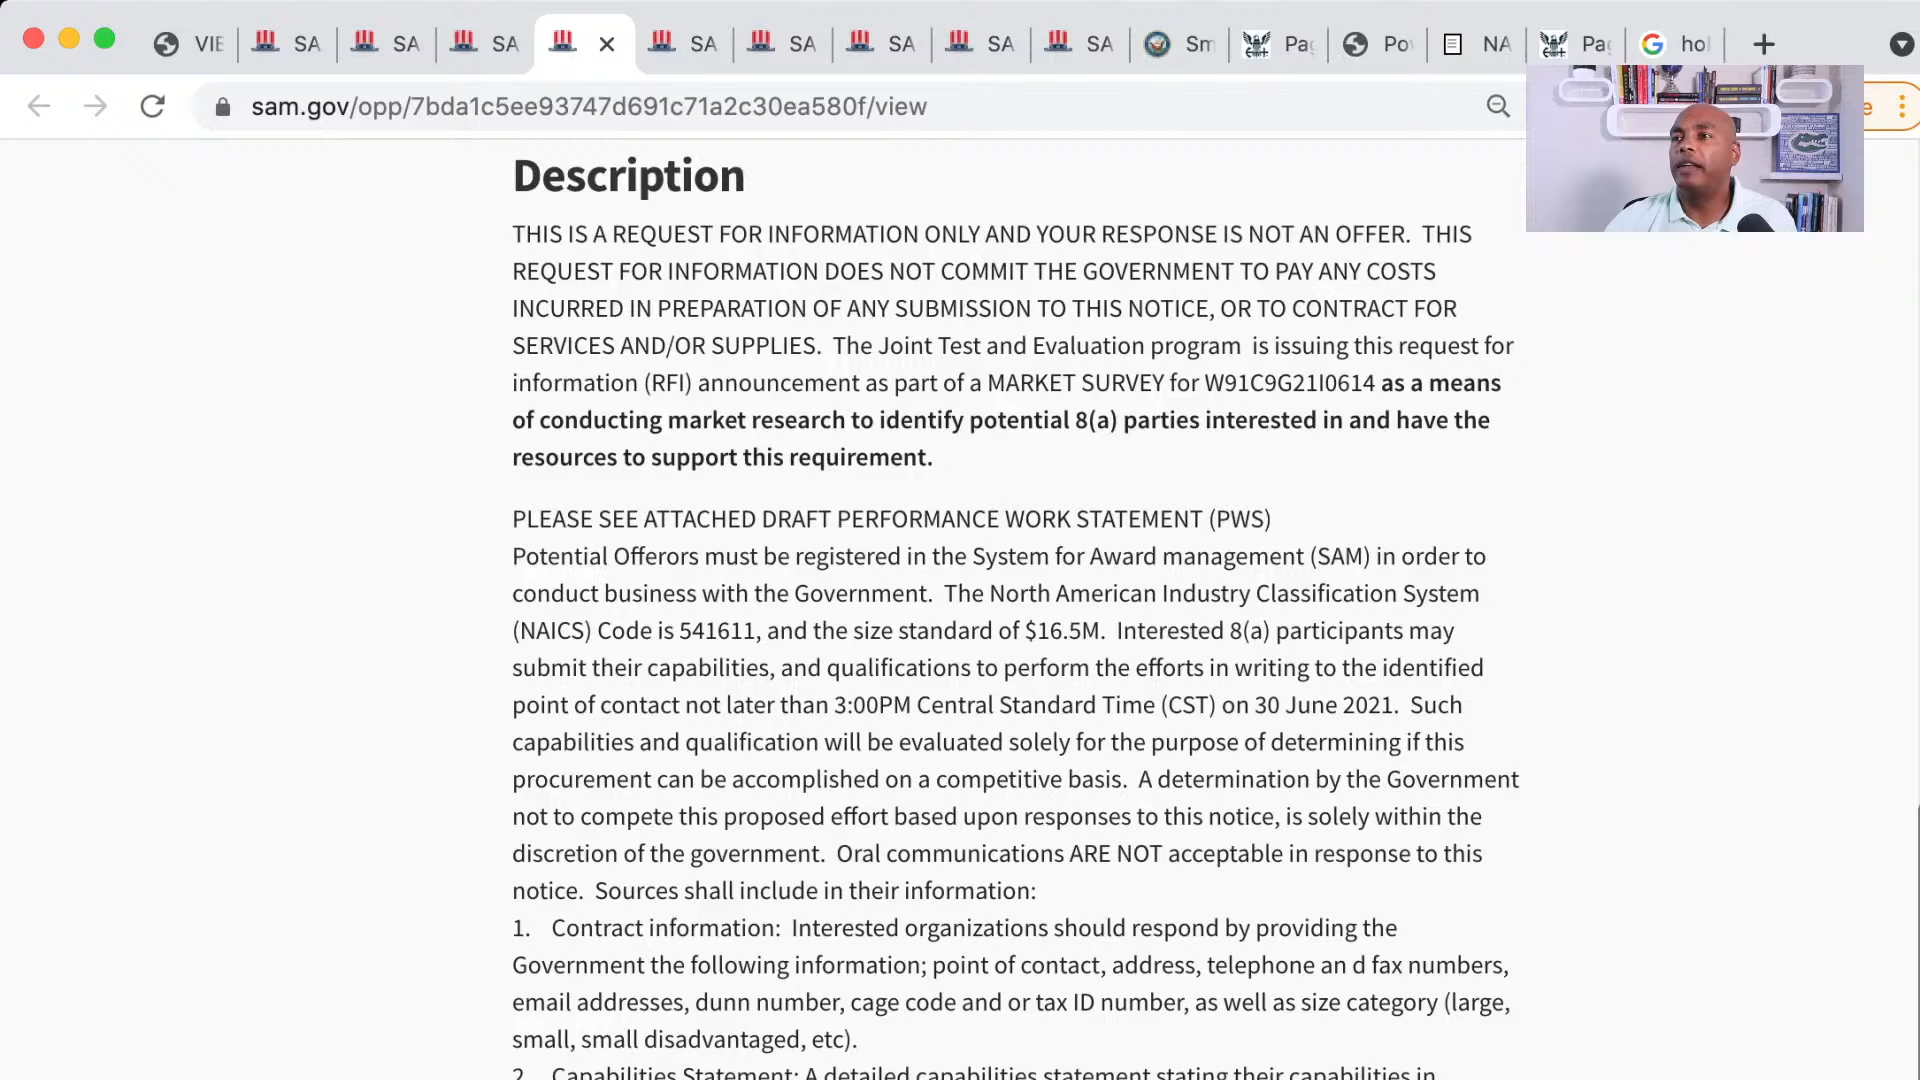 VIE
SA
SA
SA
SA
SA
SA
SA
SA
Sm
Pag
Po
NA
Pag
hol
sam.gov/opp/7bda1c5ee93747d691c71a2c30ea580f/view
e
Description
THIS IS A REQUEST FOR INFORMATION ONLY AND YOUR RESPONSE IS NOT AN OFFER. THIS
REQUEST FOR INFORMATION DOES NOT COMMIT THE GOVERNMENT TO PAY ANY COSTS
INCURRED IN PREPARATION OF ANY SUBMISSION TO THIS NOTICE, OR TO CONTRACT FOR
SERVICES AND/OR SUPPLIES. The Joint Test and Evaluation program is issuing this request for
information (RFI) announcement as part of a MARKET SURVEY for W91C9G21I0614 as a means
of conducting market research to identify potential 8(a) parties interested in and have the
resources to support this requirement.
PLEASE SEE ATTACHED DRAFT PERFORMANCE WORK STATEMENT (PWS)
Potential Offerors must be registered in the System for Award management (SAM) in order to
conduct business with the Government. The North American Industry Classification System
(NAICS) Code is 541611, and the size standard of $16.5M. Interested 8(a) participants may
submit their capabilities, and qualifications to perform the efforts in writing to the identified
point of contact not later than 3:00PM Central Standard Time (CST) on 30 June 2021. Such
capabilities and qualification will be evaluated solely for the purpose of determining if this
procurement can be accomplished on a competitive basis. A determination by the Government
not to compete this proposed effort based upon responses to this notice, is solely within the
discretion of the government. Oral communications ARE NOT acceptable in response to this
notice. Sources shall include in their information:
1. Contract information: Interested organizations should respond by providing the
Government the following information; point of contact, address, telephone an d fax numbers,
email addresses, dunn number, cage code and or tax ID number, as well as size category (large,
small, small disadvantaged, etc).
2. Capabilities Statement: A detailed capabilities statement stating their capabilities in